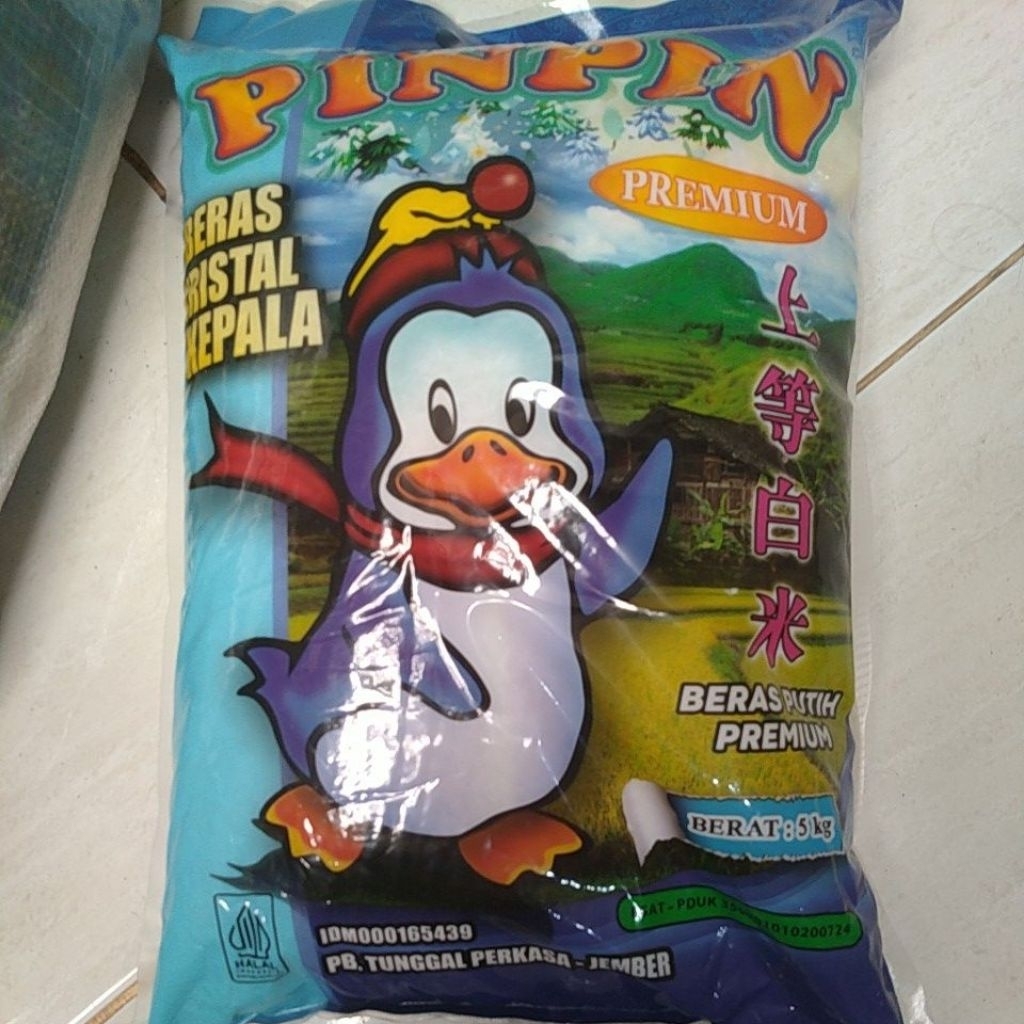 PINPIN
PREMIUM
BERAS
KRISTAL
KEPALA
上等白米
BERAS PUTIH
PREMIUM
BERAT : 5 kg
IDM000165439
PB. TUNGGAL PERKASA - JEMBER
HALAL